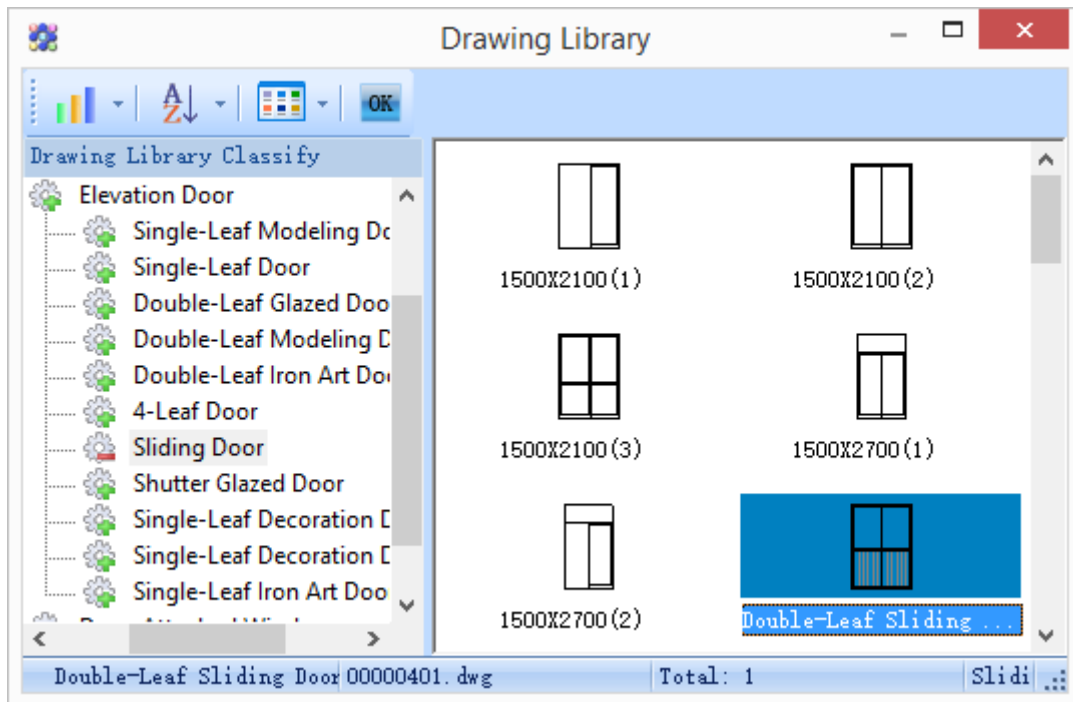 Drawing Library
A
Z
OK
Drawing Library Classify
Elevation Door
Single-Leaf Modeling Do
Single-Leaf Door
Double-Leaf Glazed Doo
Double-Leaf Modeling D
Double-Leaf Iron Art Do
4-Leaf Door
Sliding Door
Shutter Glazed Door
Single-Leaf Decoration D
Single-Leaf Decoration D
Single-Leaf Iron Art Doo
1500X2100(1)
1500X2100(2)
1500X2100(3)
1500X2700(1)
1500X2700(2)
Double-Leaf Sliding ...
Double-Leaf Sliding Door
00000401.dwg
Total: 1
Slidi